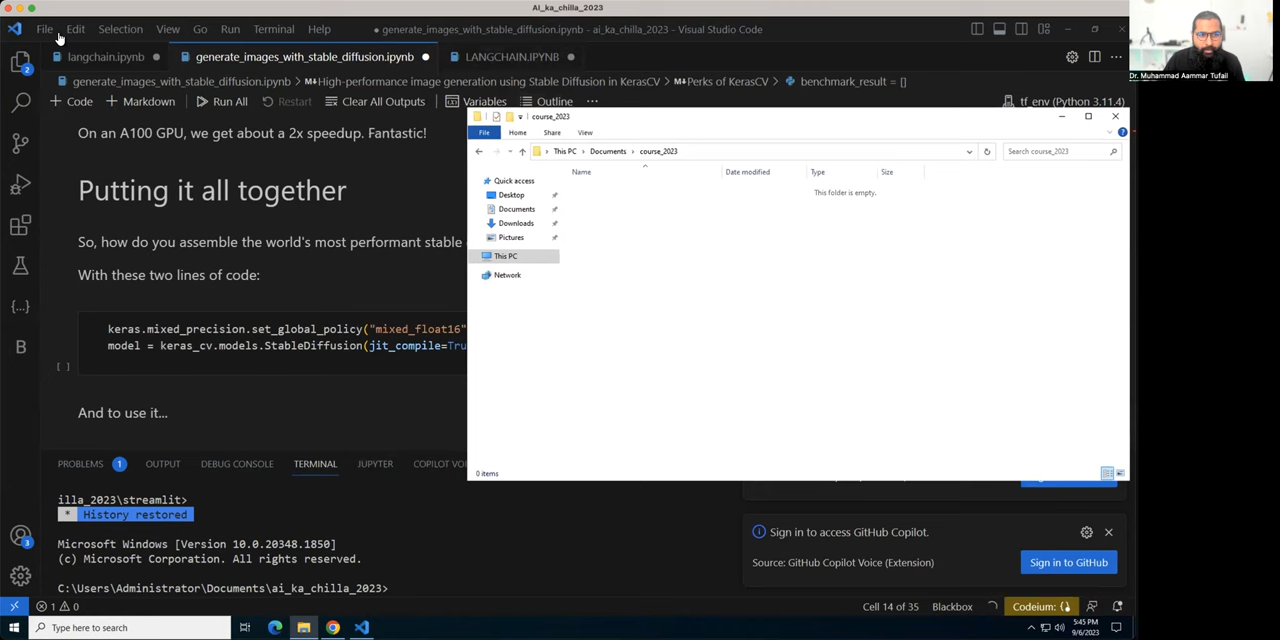 Ai_ka_chilla_2023
File Edit Selection View Go Run Terminal Help
● generate_images_with_stable_diffusion.ipynb - ai_ka_chilla_2023 - Visual Studio Code
langchain.ipynb
generate_images_with_stable_diffusion.ipynb
LANGCHAIN.IPYNB
generate_images_with_stable_diffusion.ipynb > High-performance image generation using Stable Diffusion in KerasCV > Perks of KerasCV > benchmark_result = []
+ Code + Markdown Run All Restart Clear All Outputs Variables Outline ...
tf_env (Python 3.11.4)
Dr. Muhammad Aammar Tufail
On an A100 GPU, we get about a 2x speedup. Fantastic!
Putting it all together
So, how do you assemble the world's most performant stable
With these two lines of code:
keras.mixed_precision.set_global_policy("mixed_float16"
model = keras_cv.models.StableDiffusion(jit_compile=Tru
[ ]
And to use it...
course_2023
File Home Share View
This PC > Documents > course_2023
Search course_2023
Name Date modified Type Size
This folder is empty.
Quick access
Desktop
Documents
Downloads
Pictures
This PC
Network
0 items
PROBLEMS 1 OUTPUT DEBUG CONSOLE TERMINAL JUPYTER COPILOT VO
illa_2023\streamlit>
* History restored
Microsoft Windows [Version 10.0.20348.1850]
(c) Microsoft Corporation. All rights reserved.
C:\Users\Administrator\Documents\ai_ka_chilla_2023>
Sign in to access GitHub Copilot.
Source: GitHub Copilot Voice (Extension)
Sign in to GitHub
2
3
B
1 0
Cell 14 of 35 Blackbox Codeium: {}
Type here to search
5:45 PM
9/6/2023